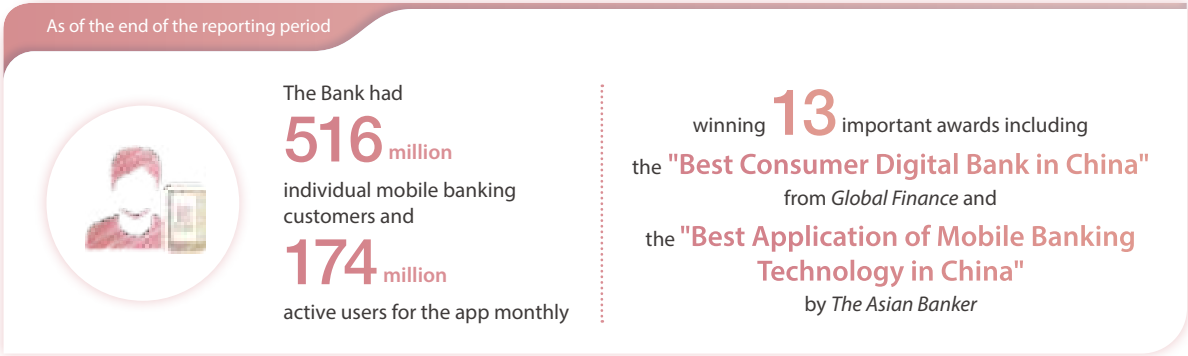 As of the end of the reporting period
The Bank had
516 million
individual mobile banking
customers and
174 million
active users for the app monthly
winning 13 important awards including
the "Best Consumer Digital Bank in China"
from Global Finance and
the "Best Application of Mobile Banking
Technology in China"
by The Asian Banker